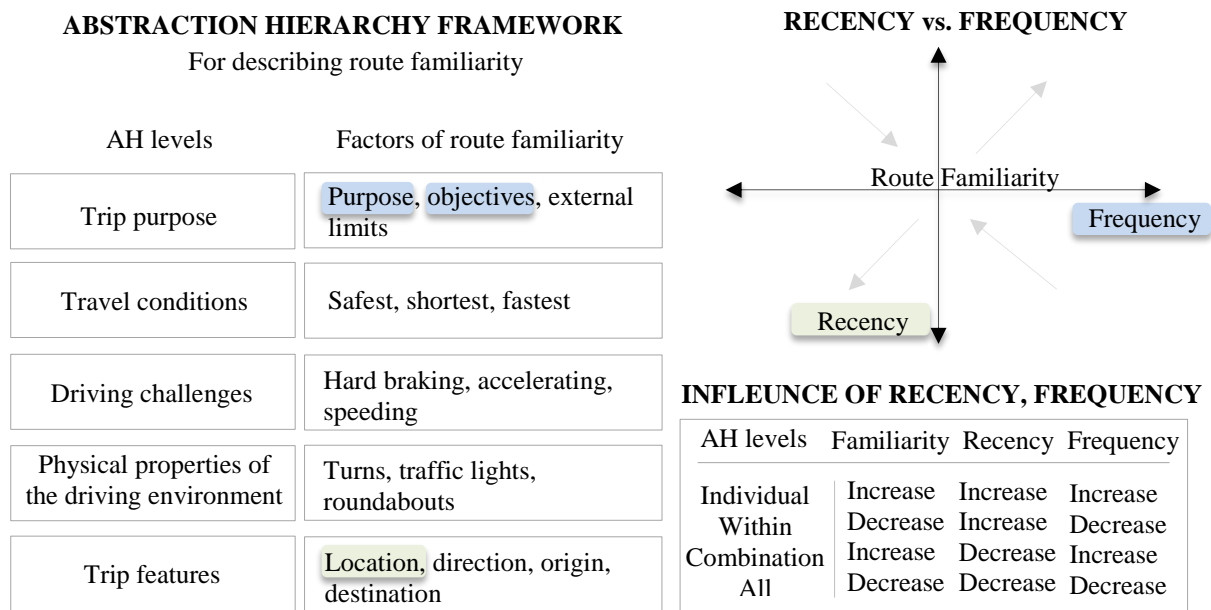 ABSTRACTION HIERARCHY FRAMEWORK
For describing route familiarity
AH levels
Factors of route familiarity
Trip purpose
Purpose, objectives, external
limits
Travel conditions
Safest, shortest, fastest
Driving challenges
Hard braking, accelerating,
speeding
Physical properties of
the driving environment
Turns, traffic lights,
roundabouts
Trip features
Location, direction, origin,
destination
RECENCY vs. FREQUENCY
Route Familiarity
Frequency
Recency
INFLEUNCE OF RECENCY, FREQUENCY
AH levels Familiarity Recency Frequency
Individual Increase Increase Increase
Within Decrease Increase Decrease
Combination Increase Decrease Increase
All Decrease Decrease Decrease